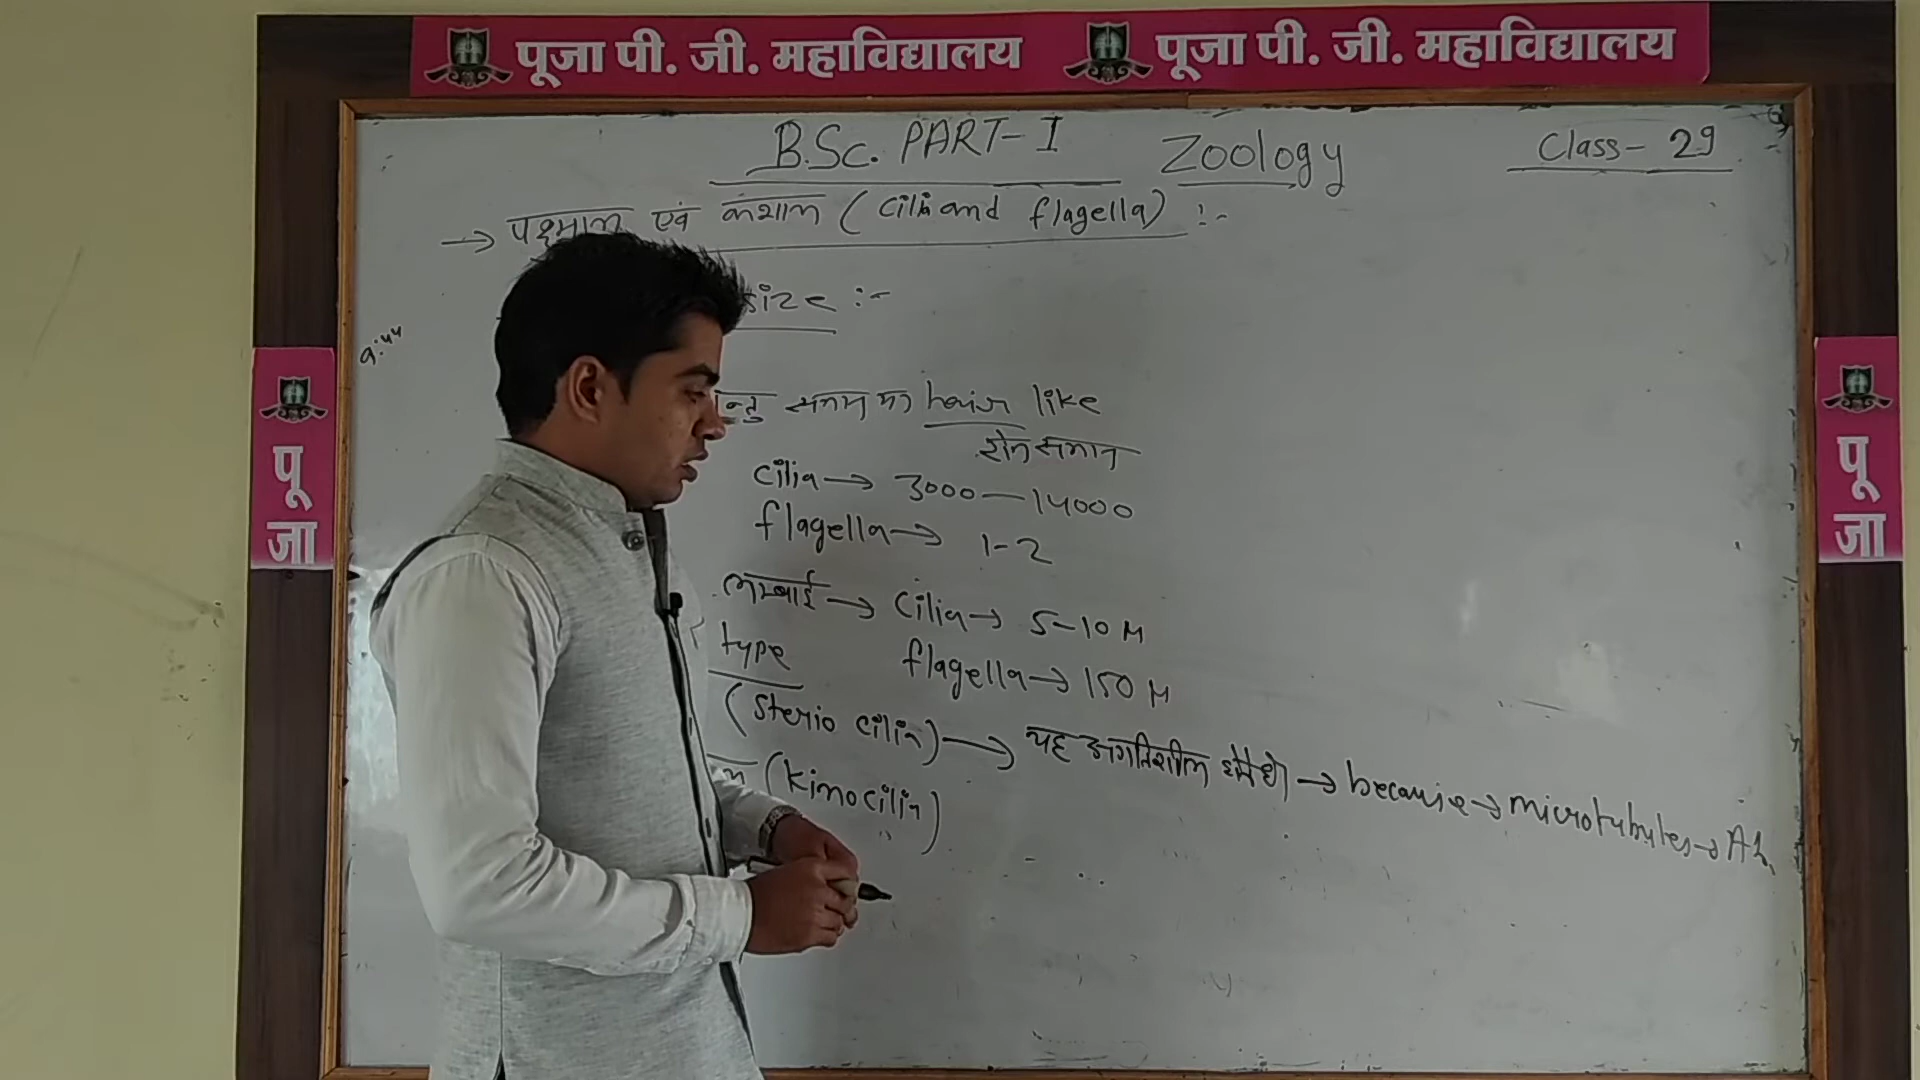 पूजा पी. जी. महाविद्यालय पूजा पी. जी. महाविद्यालय
B.Sc. PART-I Zoology Class- 29
→ पक्ष्माभ एवं कशाभ (cilia and flagella) :-
size :-
9:44
hair like
रोम समान
cilia → 3000-14000
flagella → 1-2
लम्बाई → cilia → 5-10 M
type flagella → 150 M
(sterio cilia) → यह अगतिशील होते → because → microtubules →
(kinocilia)
पूजा
पूजा